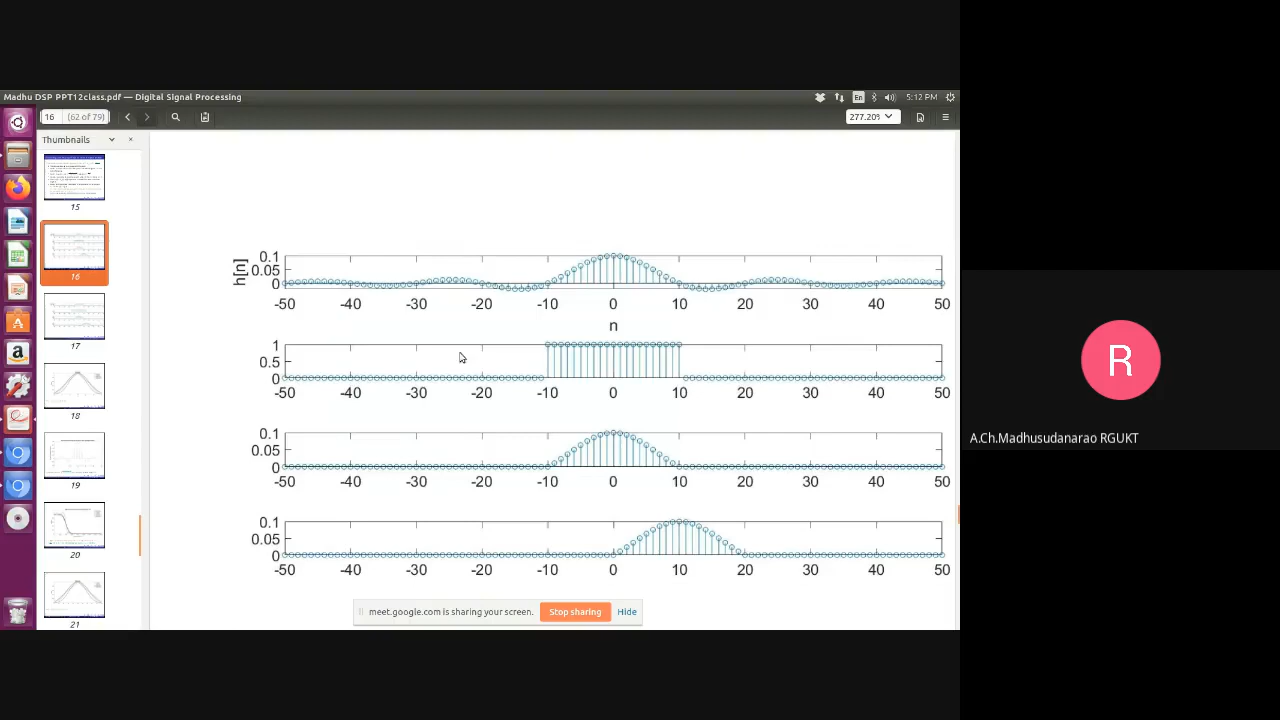 Madhu DSP PPT12class.pdf — Digital Signal Processing
En
5:12 PM
16 (62 of 79)
277.20%
Thumbnails
15
16
17
18
19
20
21
0.1
0.05
0
h[n]
-50 -40 -30 -20 -10 0 10 20 30 40 50
n
1
0.5
0
-50 -40 -30 -20 -10 0 10 20 30 40 50
0.1
0.05
0
-50 -40 -30 -20 -10 0 10 20 30 40 50
0.1
0.05
0
-50 -40 -30 -20 -10 0 10 20 30 40 50
meet.google.com is sharing your screen. Stop sharing Hide
R
A.Ch.Madhusudanarao RGUKT